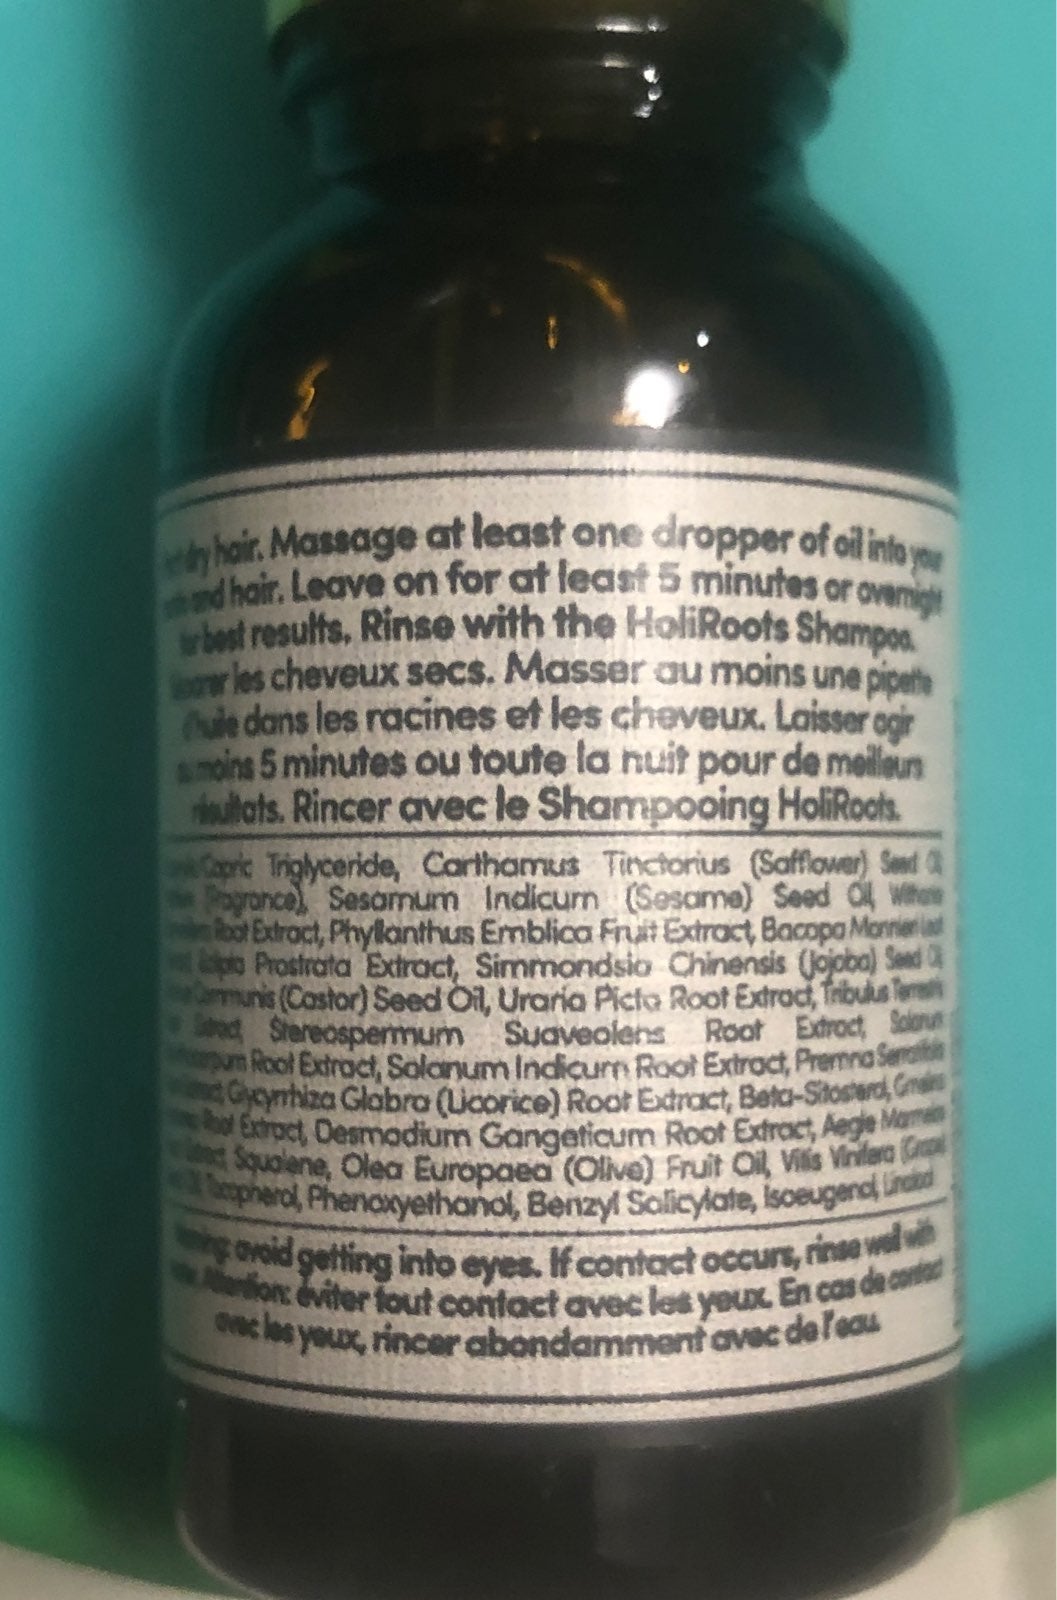 dry hair. Massage at least one dropper of oil into your
and hair. Leave on for at least 5 minutes or overnight
for best results. Rinse with the HoliRoots Shampoo.
les cheveux secs. Masser au moins une pipette
d'huile dans les racines et les cheveux. Laisser agir
au moins 5 minutes ou toute la nuit pour de meilleurs
résultats. Rincer avec le Shampooing HoliRoots.
Capric Triglyceride, Carthamus Tinctorius (Safflower) Seed Oil,
(Fragrance), Sesamum Indicum (Sesame) Seed Oil, Withania
Root Extract, Phyllanthus Emblica Fruit Extract, Bacopa Monnieri Leaf
Eclipta Prostrata Extract, Simmondsia Chinensis (Jojoba) Seed Oil,
Communis (Castor) Seed Oil, Uraria Picta Root Extract, Tribulus Terrestris
Extract, Stereospermum Suaveolens Root Extract, Solanum
Root Extract, Solanum Indicum Root Extract, Premna Serratifolia
Extract, Glycyrrhiza Glabra (Licorice) Root Extract, Beta-Sitosterol, Gmelina
Root Extract, Desmodium Gangeticum Root Extract, Aegle Marmelos
Extract, Squalene, Olea Europaea (Olive) Fruit Oil, Vitis Vinifera (Grape)
Oil, Tocopherol, Phenoxyethanol, Benzyl Salicylate, Isoeugenol, Linalool
Warning: avoid getting into eyes. If contact occurs, rinse well with
Attention: éviter tout contact avec les yeux. En cas de contact
avec les yeux, rincer abondamment avec de l'eau.